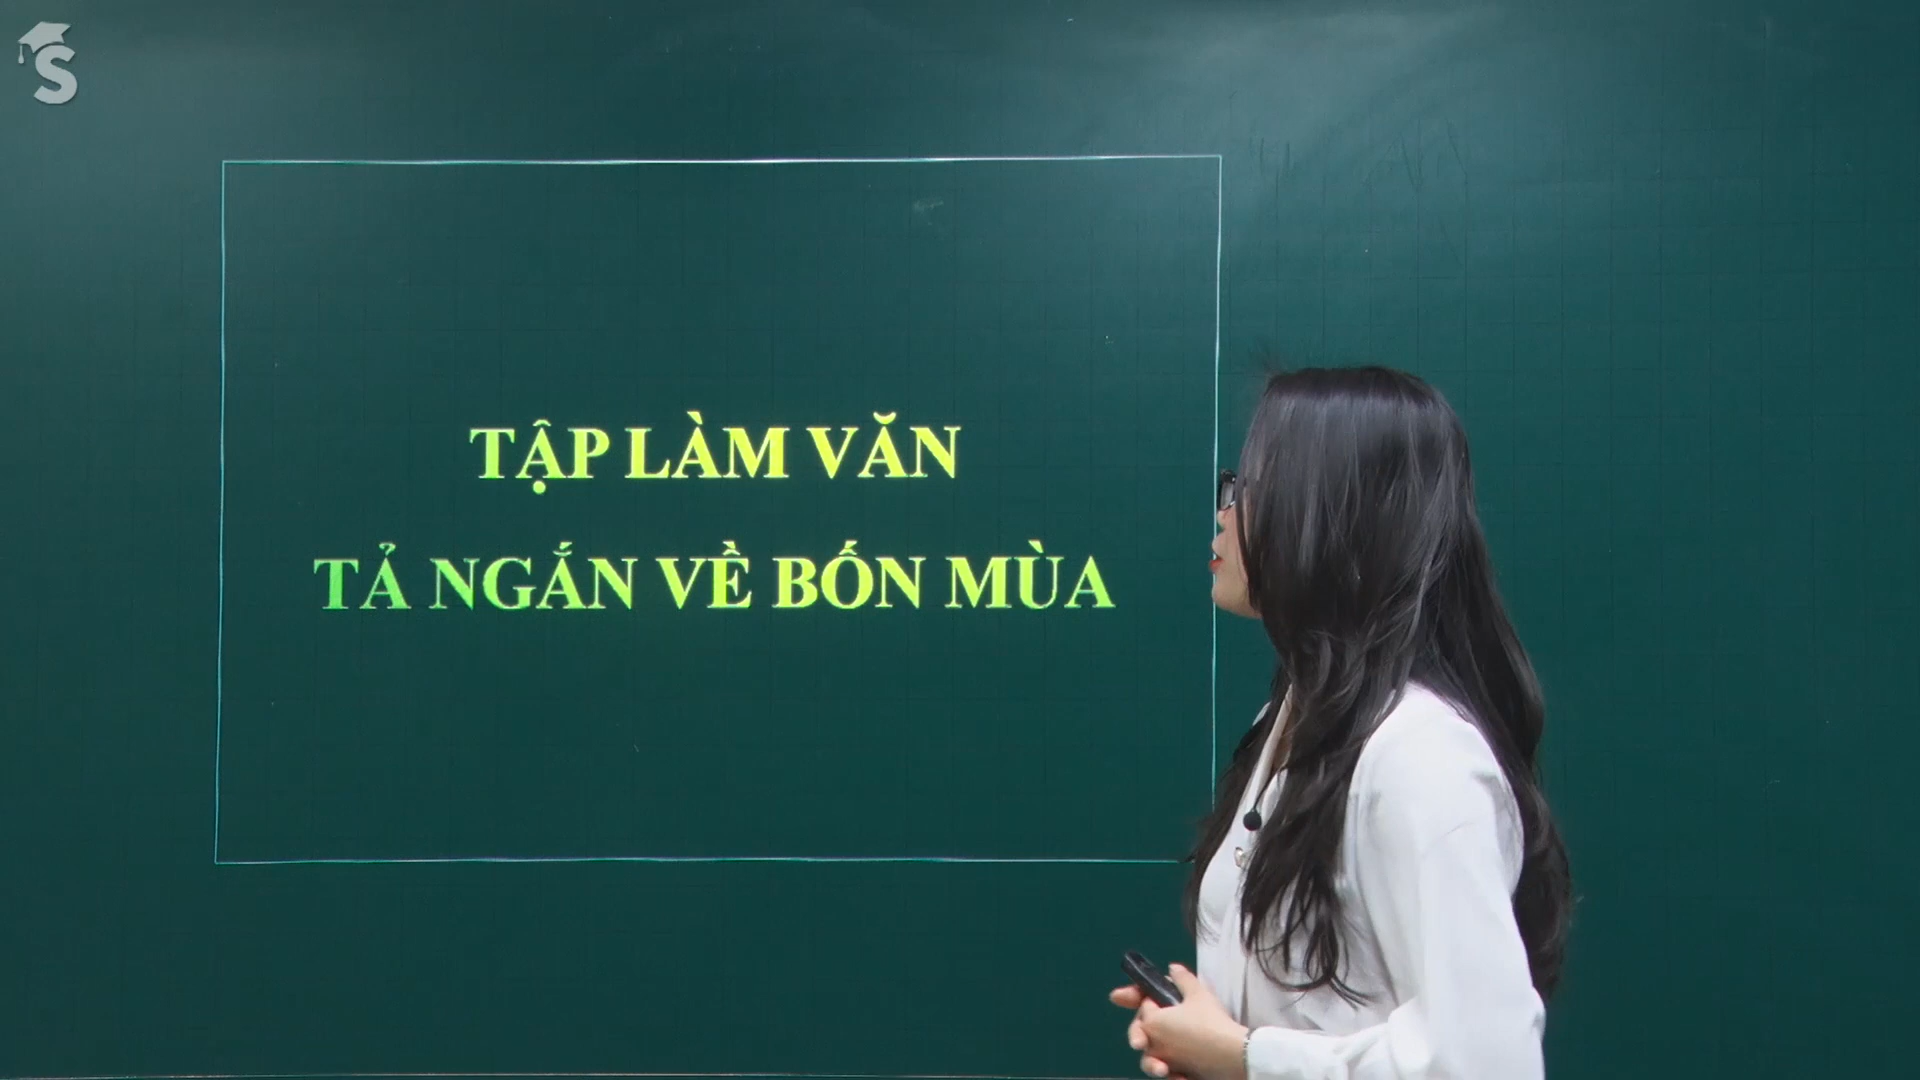 S
TẬP LÀM VĂN
TẢ NGẮN VỀ BỐN MÙA